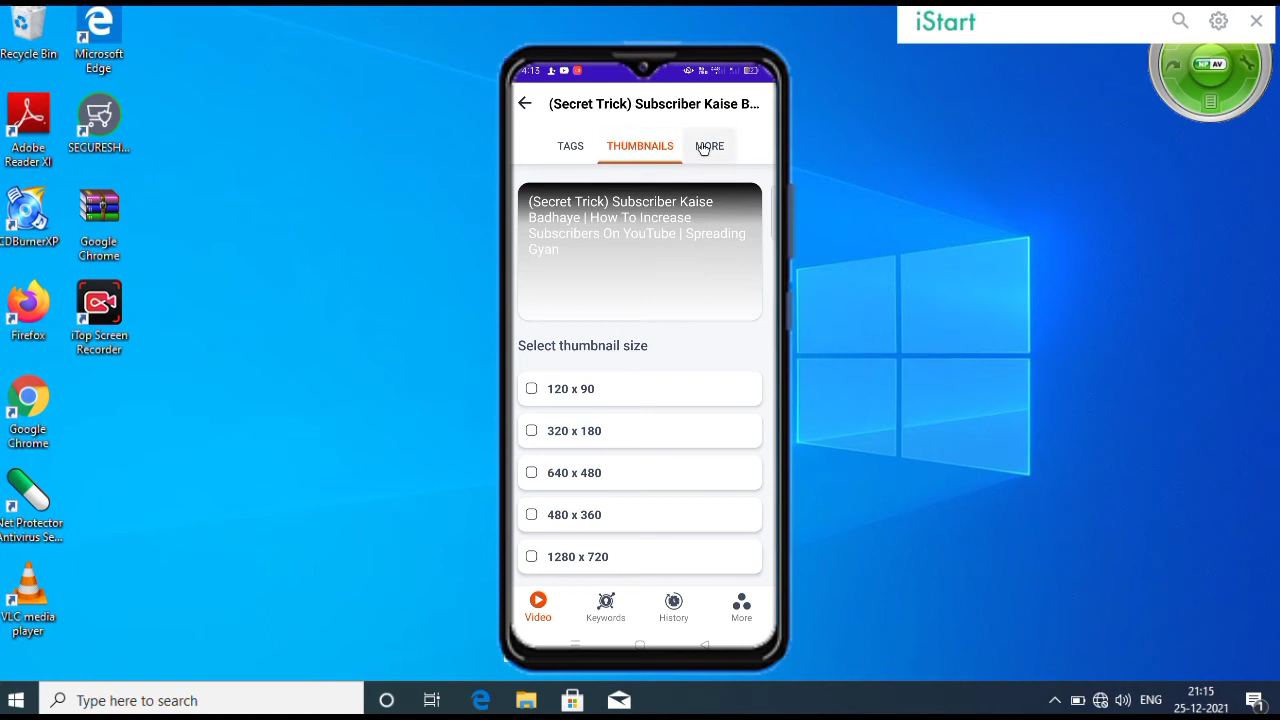 Recycle Bin
Microsoft
Edge
Adobe
Reader XI
SECURESH...
CDBurnerXP
Google
Chrome
Firefox
iTop Screen
Recorder
Google
Chrome
Net Protector
Antivirus Se...
VLC media
player
iStart
NP AV
4:13
(Secret Trick) Subscriber Kaise B...
TAGS THUMBNAILS MORE
(Secret Trick) Subscriber Kaise
Badhaye | How To Increase
Subscribers On YouTube | Spreading
Gyan
Select thumbnail size
120 x 90
320 x 180
640 x 480
480 x 360
1280 x 720
Video Keywords History More
Type here to search
ENG
21:15
25-12-2021
1